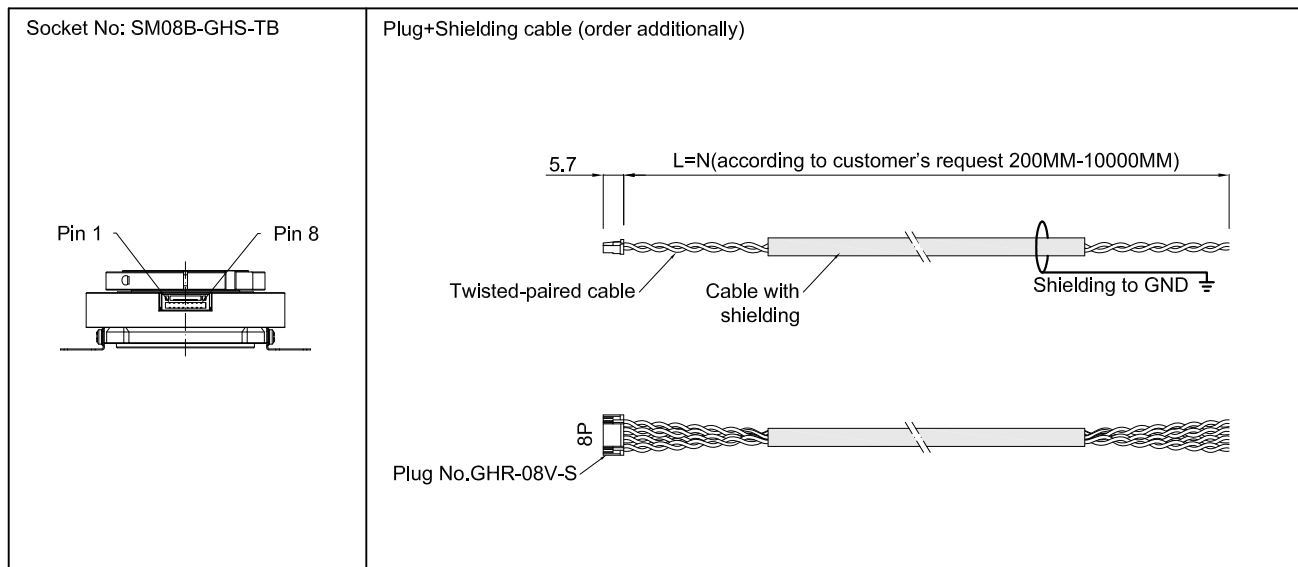 Socket No: SM08B-GHS-TB
Pin 1
Pin 8
Plug+Shielding cable (order additionally)
5.7
L=N(according to customer's request 200MM-10000MM)
Twisted-paired cable
Cable with
shielding
Shielding to GND
8P
Plug No.GHR-08V-S